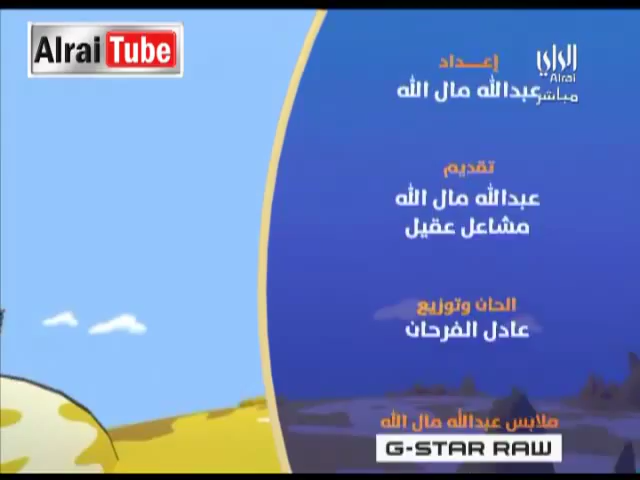 Alrai Tube
الراي
Alrai
مباشر
إعـــداد
عبدالله مال الله
تقديم
عبدالله مال الله
مشاعل عقيل
الحان وتوزيع
عادل الفرحان
ملابس عبدالله مال الله
G-STAR RAW